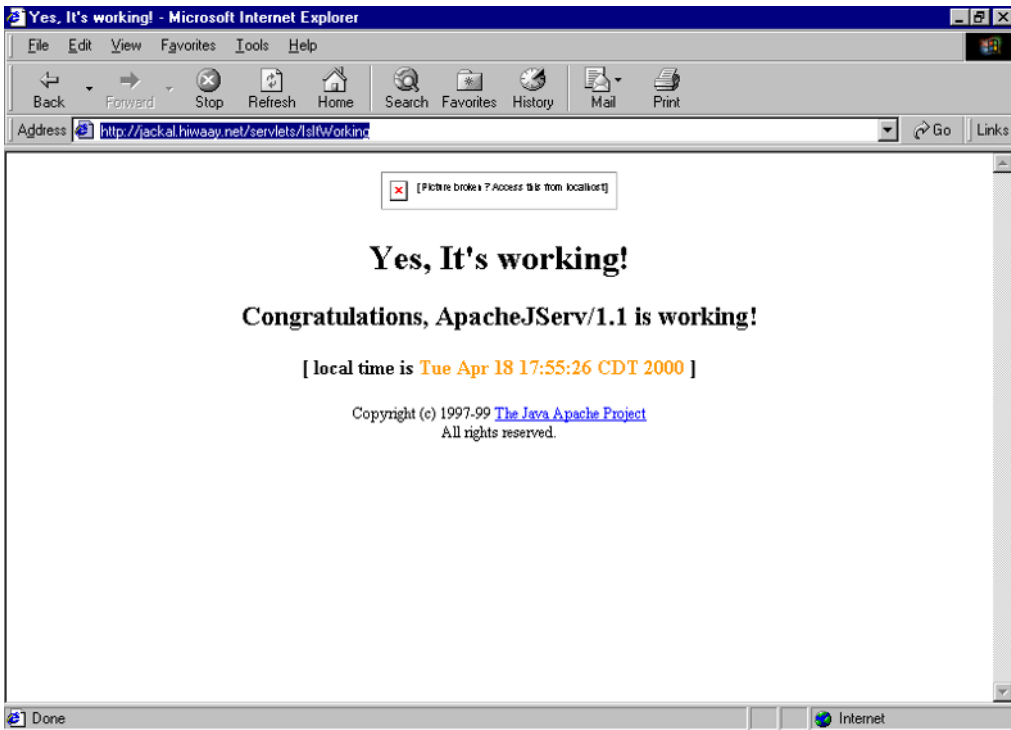 Yes, It's working! - Microsoft Internet Explorer
File Edit View Favorites Tools Help
Back Forward Stop Refresh Home Search Favorites History Mail Print
Address http://jackal.hiwaay.net/servlets/IsItWorking Go Links
[Picture broken ? Access this from localhost]
Yes, It's working!
Congratulations, ApacheJServ/1.1 is working!
[ local time is Tue Apr 18 17:55:26 CDT 2000 ]
Copyright (c) 1997-99 The Java Apache Project
All rights reserved.
Done Internet